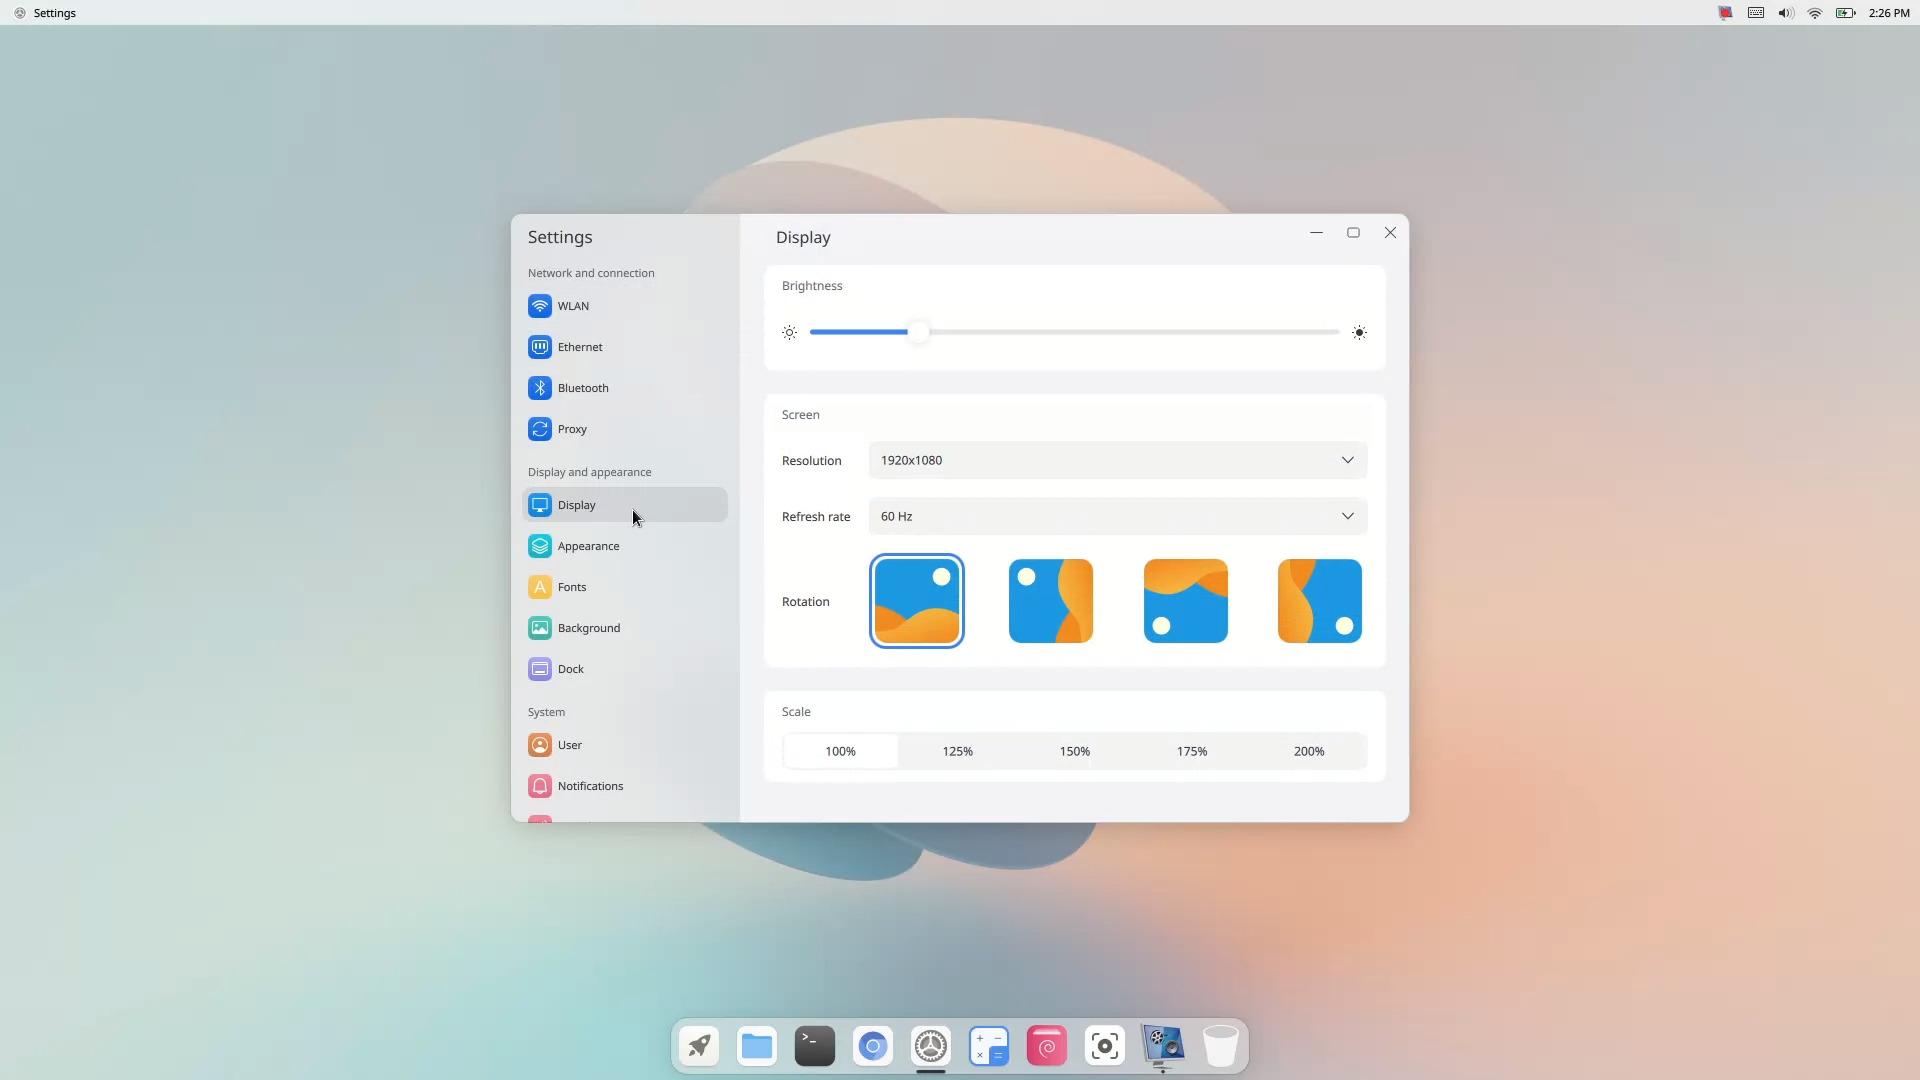 Settings
2:26 PM
Settings
Network and connection
WLAN
Ethernet
Bluetooth
Proxy
Display and appearance
Display
Appearance
Fonts
Background
Dock
System
User
Notifications
Display
Brightness
Screen
Resolution 1920x1080
Refresh rate 60 Hz
Rotation
Scale
100% 125% 150% 175% 200%